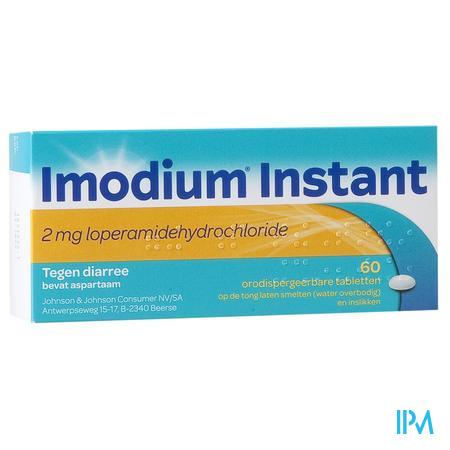 Imodium® Instant
2 mg loperamidehydrochloride
Tegen diarree
bevat aspartaam
Johnson & Johnson Consumer NV/SA
Antwerpseweg 15-17, B-2340 Beerse
60
orodispergeerbare tabletten
op de tong laten smelten (water overbodig)
en inslikken
IPM